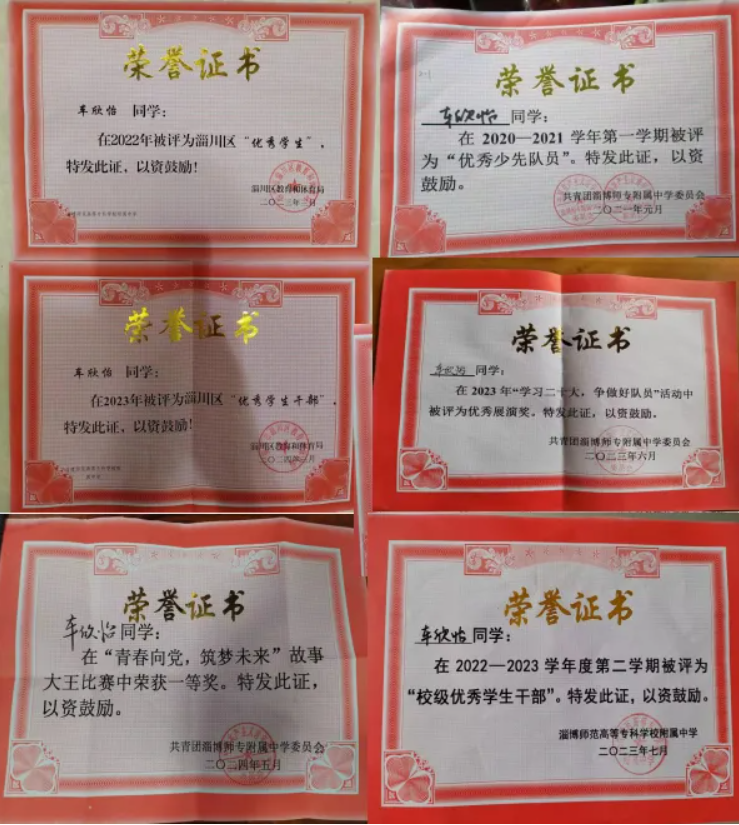 荣誉证书
车欣怡 同学：
在2022年被评为淄川区“优秀学生”，
特发此证，以资鼓励！
淄川区教育和体育局
二〇二三年二月
荣誉证书
车欣怡 同学：
在 2020—2021 学年第一学期被评
为“优秀少先队员”。特发此证，以资
鼓励。
共青团淄博师专附属中学委员会
二〇二一年元月
荣誉证书
车欣怡 同学：
在2023年被评为淄川区“优秀学生干部”，
特发此证，以资鼓励！
淄川区教育和体育局
荣誉证书
车欣怡 同学：
在 2023 年“学习二十大，争做好队员”活动中
被评为优秀展演奖。特发此证，以资鼓励。
共青团淄博师专附属中学委员会
二〇二三年六月
荣誉证书
车欣怡 同学：
在“青春向党，筑梦未来”故事
大王比赛中荣获一等奖。特发此证，
以资鼓励。
共青团淄博师专附属中学委员会
二〇二四年五月
荣誉证书
车欣怡 同学：
在 2022—2023 学年度第二学期被评为
“校级优秀学生干部”。特发此证，以资鼓励。
淄博师范高等专科学校附属中学
二〇二三年七月